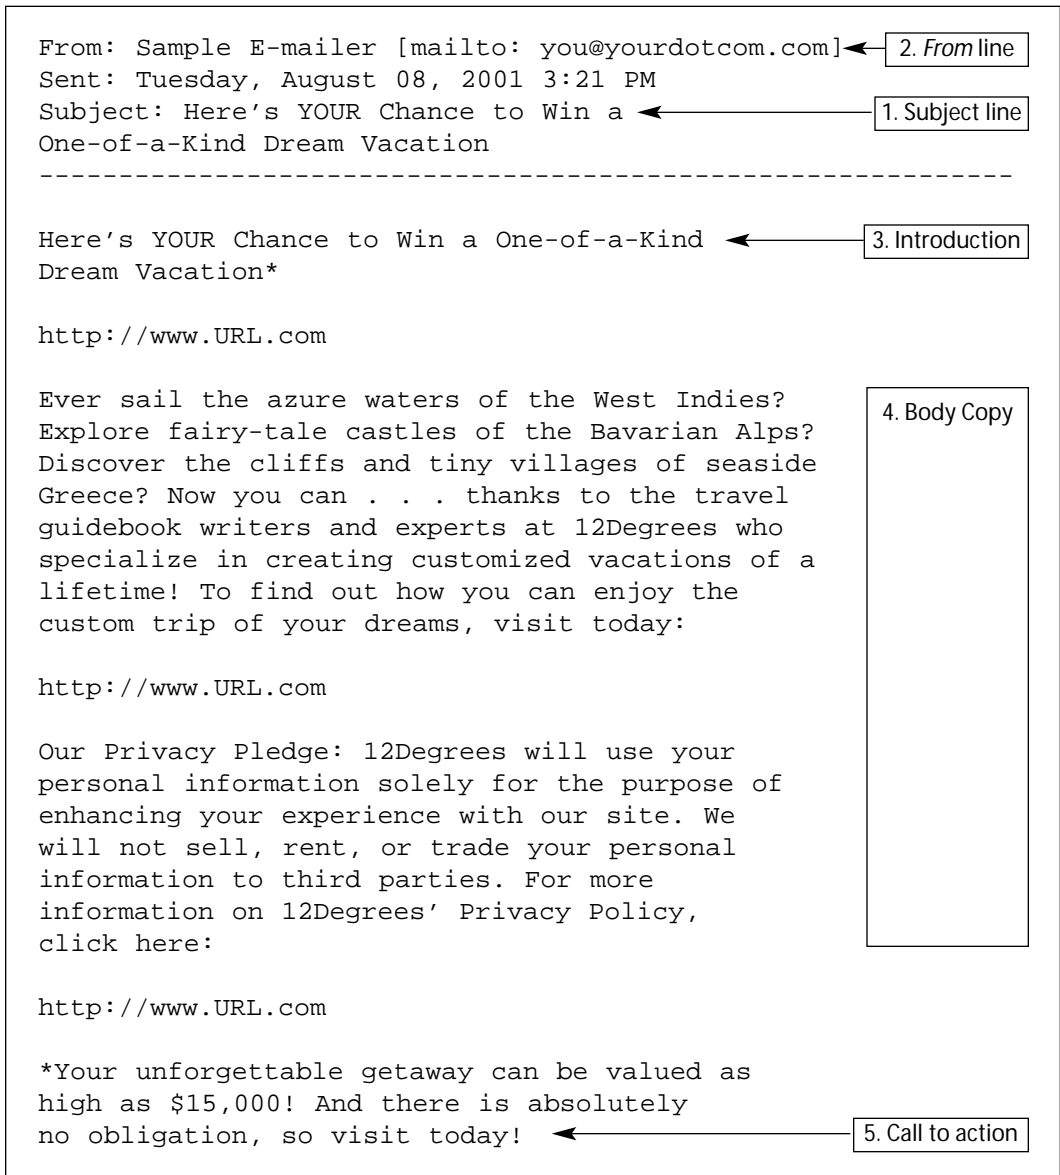 From: Sample E-mailer [mailto: you@yourdotcom.com] 2. From line
Sent: Tuesday, August 08, 2001 3:21 PM
Subject: Here's YOUR Chance to Win a 1. Subject line
One-of-a-Kind Dream Vacation
-------------------------------------------------------------
Here's YOUR Chance to Win a One-of-a-Kind 3. Introduction
Dream Vacation*
http://www.URL.com
Ever sail the azure waters of the West Indies? 4. Body Copy
Explore fairy-tale castles of the Bavarian Alps?
Discover the cliffs and tiny villages of seaside
Greece? Now you can . . . thanks to the travel
guidebook writers and experts at 12Degrees who
specialize in creating customized vacations of a
lifetime! To find out how you can enjoy the
custom trip of your dreams, visit today:
http://www.URL.com
Our Privacy Pledge: 12Degrees will use your
personal information solely for the purpose of
enhancing your experience with our site. We
will not sell, rent, or trade your personal
information to third parties. For more
information on 12Degrees' Privacy Policy,
click here:
http://www.URL.com
*Your unforgettable getaway can be valued as
high as $15,000! And there is absolutely
no obligation, so visit today! 5. Call to action